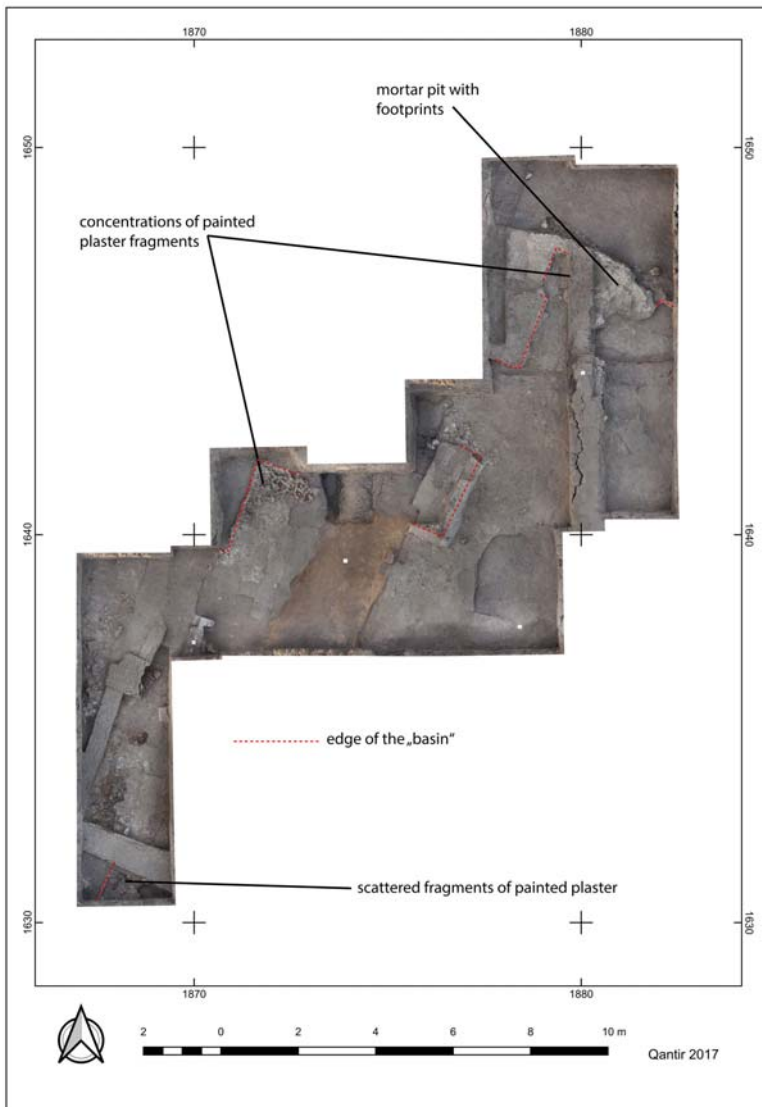 1870
1880
mortar pit with
footprints
1650
1650
concentrations of painted
plaster fragments
1640
1640
edge of the „basin“
scattered fragments of painted plaster
1630
1630
1870
1880
2 0 2 4 6 8 10 m
Qantir 2017